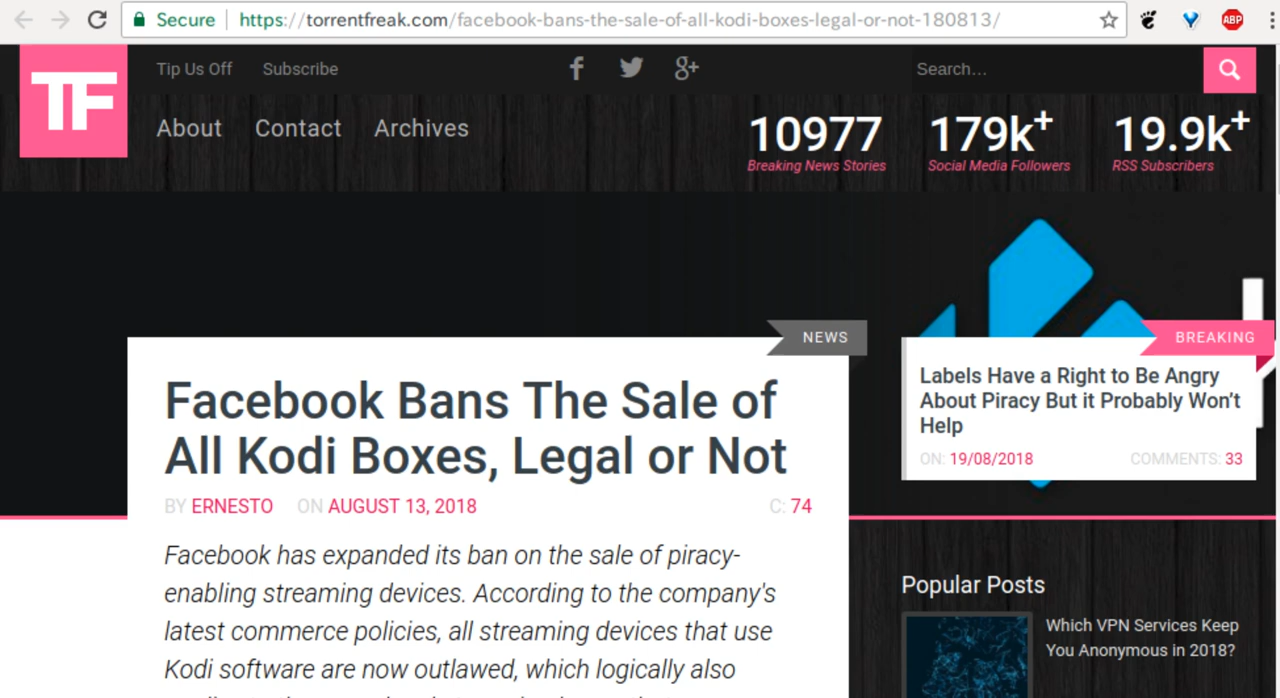 Secure https://torrentfreak.com/facebook-bans-the-sale-of-all-kodi-boxes-legal-or-not-180813/
ABP
TF
Tip Us Off Subscribe
Search...
About Contact Archives
10977 179k+ 19.9k+
Breaking News Stories Social Media Followers RSS Subscribers
NEWS
Facebook Bans The Sale of
All Kodi Boxes, Legal or Not
BY ERNESTO ON AUGUST 13, 2018 C: 74
Facebook has expanded its ban on the sale of piracy-
enabling streaming devices. According to the company's
latest commerce policies, all streaming devices that use
Kodi software are now outlawed, which logically also
BREAKING
Labels Have a Right to Be Angry
About Piracy But it Probably Won't
Help
ON: 19/08/2018 COMMENTS: 33
Popular Posts
Which VPN Services Keep
You Anonymous in 2018?